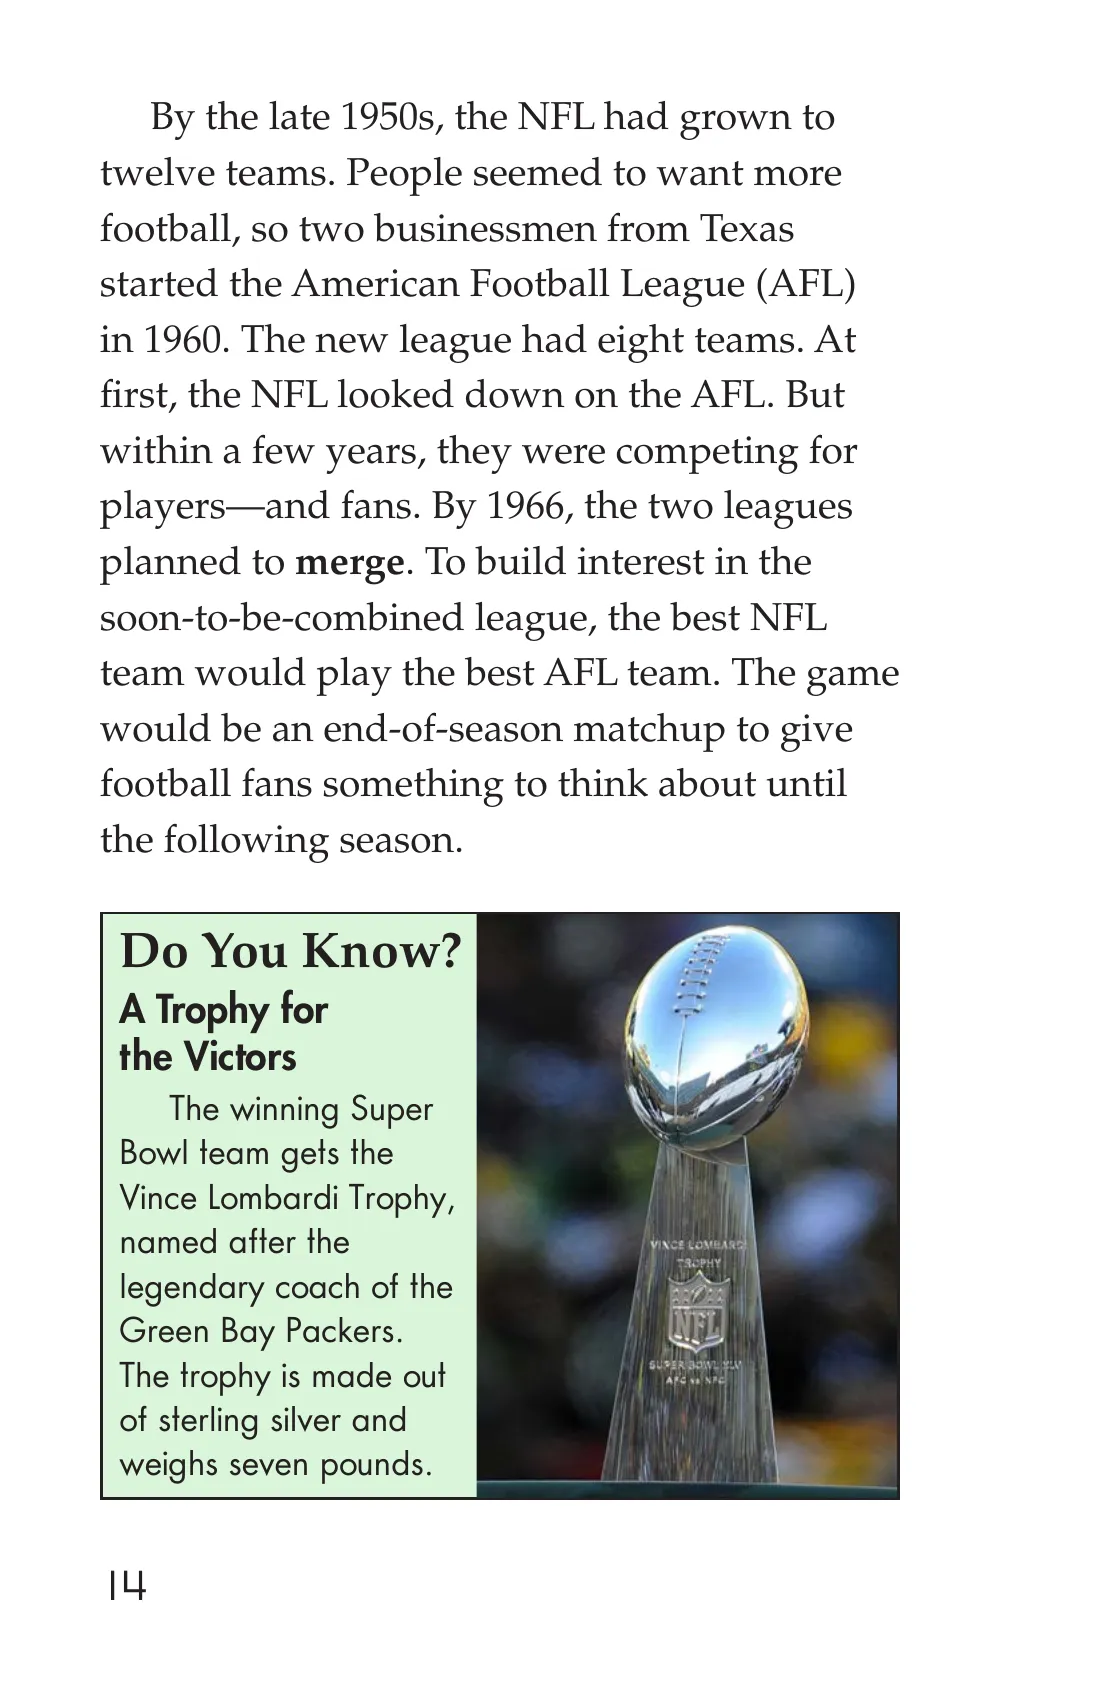 By the late 1950s, the NFL had grown to
twelve teams. People seemed to want more
football, so two businessmen from Texas
started the American Football League (AFL)
in 1960. The new league had eight teams. At
first, the NFL looked down on the AFL. But
within a few years, they were competing for
players—and fans. By 1966, the two leagues
planned to merge. To build interest in the
soon-to-be-combined league, the best NFL
team would play the best AFL team. The game
would be an end-of-season matchup to give
football fans something to think about until
the following season.
Do You Know?
A Trophy for
the Victors
The winning Super
Bowl team gets the
Vince Lombardi Trophy,
named after the
legendary coach of the
Green Bay Packers.
The trophy is made out
of sterling silver and
weighs seven pounds.
VINCE LOMBARDI
TROPHY
NFL
SUPER BOWL XLV
AFC vs NFC
14